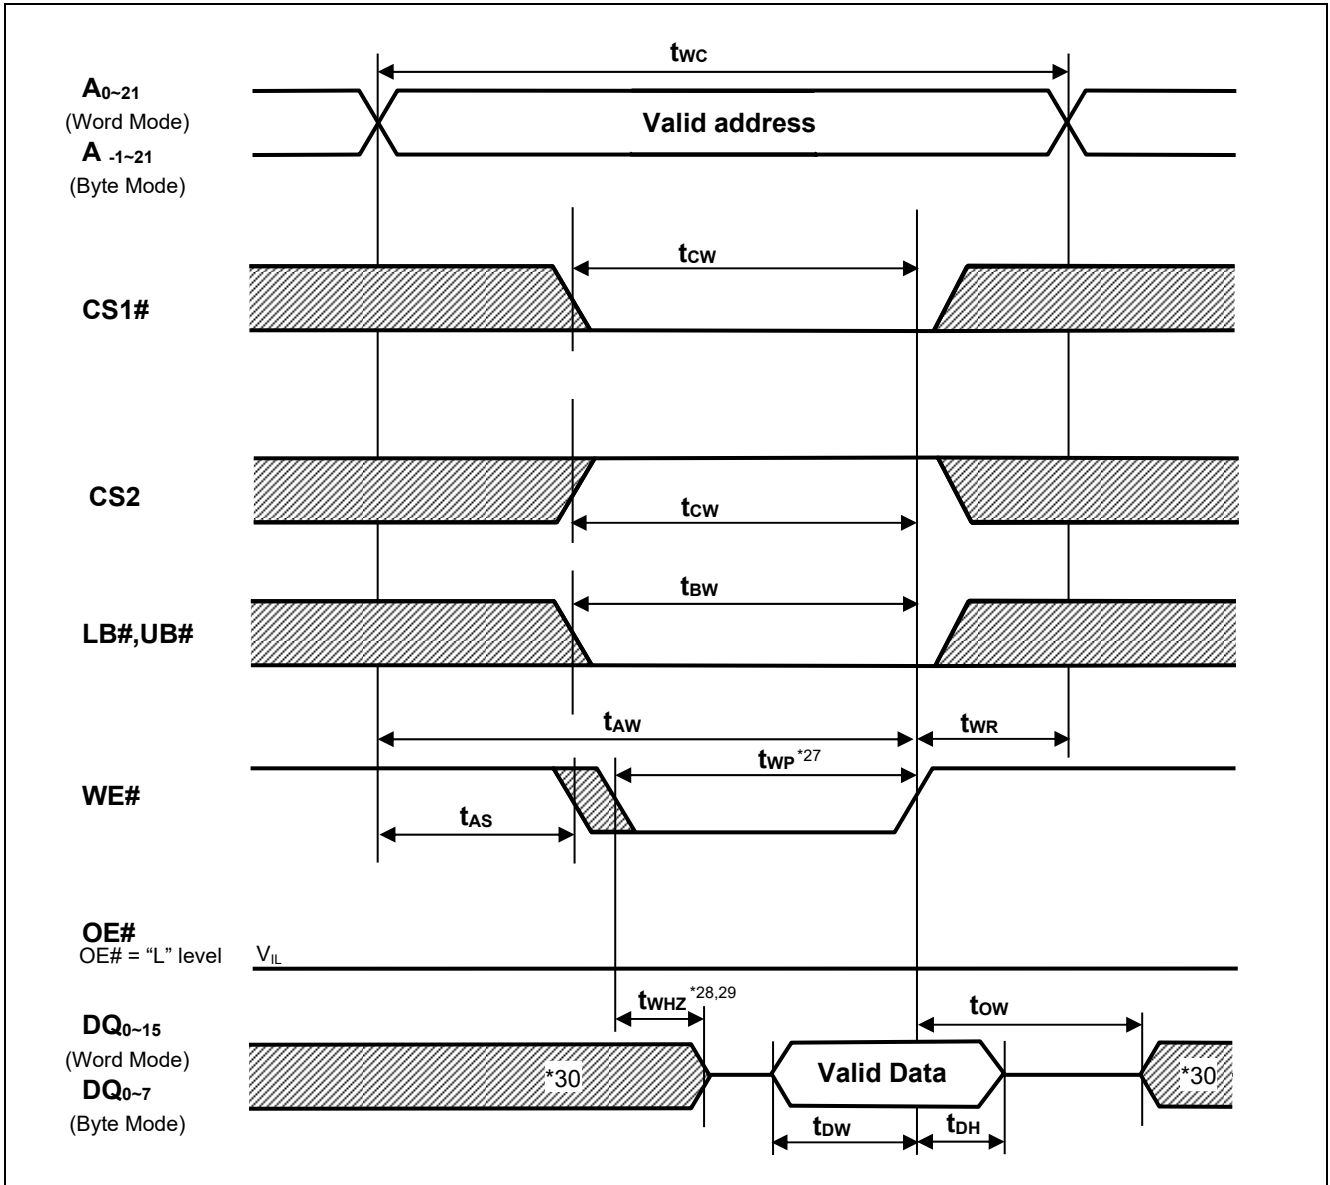 tWC
A0~21
(Word Mode)
Valid address
A -1~21
(Byte Mode)
tCW
CS1#
CS2
tCW
tBW
LB#,UB#
tAW
tWR
tWP *27
WE#
tAS
OE#
OE# = “L” level VIL
tWHZ *28,29
tOW
DQ0~15
(Word Mode)
*30
Valid Data
*30
DQ0~7
(Byte Mode)
tDW
tDH